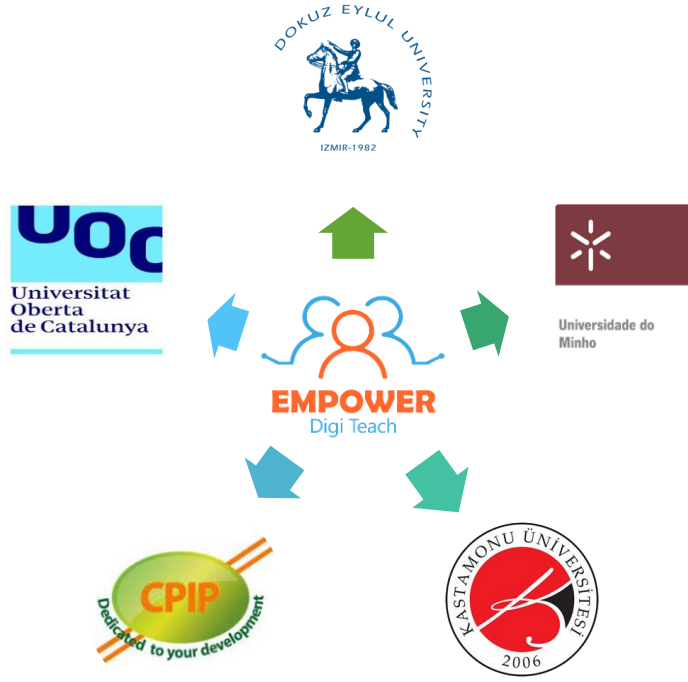 DOKUZ EYLUL UNIVERSITY
IZMIR-1982
UOC
Universitat
Oberta
de Catalunya
Universidade do
Minho
EMPOWER
Digi Teach
CPIP
Dedicated to your development
KASTAMONU ÜNİVERSİTESİ
2006